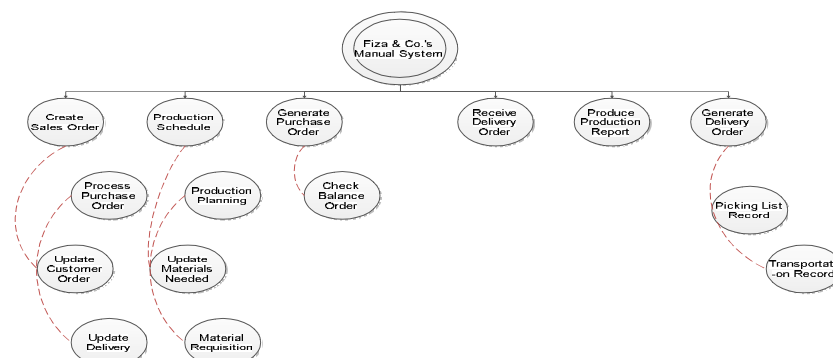 Fiza & Co.'s
Manual System
Create
Sales Order
Production
Schedule
Generate
Purchase
Order
Receive
Delivery
Order
Produce
Production
Report
Generate
Delivery
Order
Process
Purchase
Order
Production
Planning
Check
Balance
Order
Picking List
Record
Update
Customer
Order
Update
Materials
Needed
Transportat
-on Record
Update
Delivery
Material
Requisition